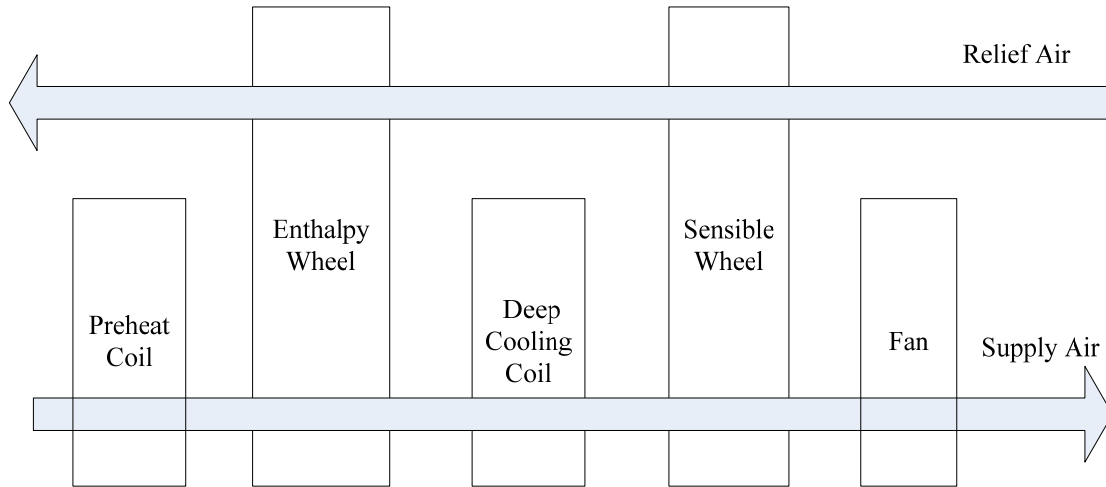 Relief Air
Enthalpy
Wheel
Sensible
Wheel
Preheat
Coil
Deep
Cooling
Coil
Fan
Supply Air